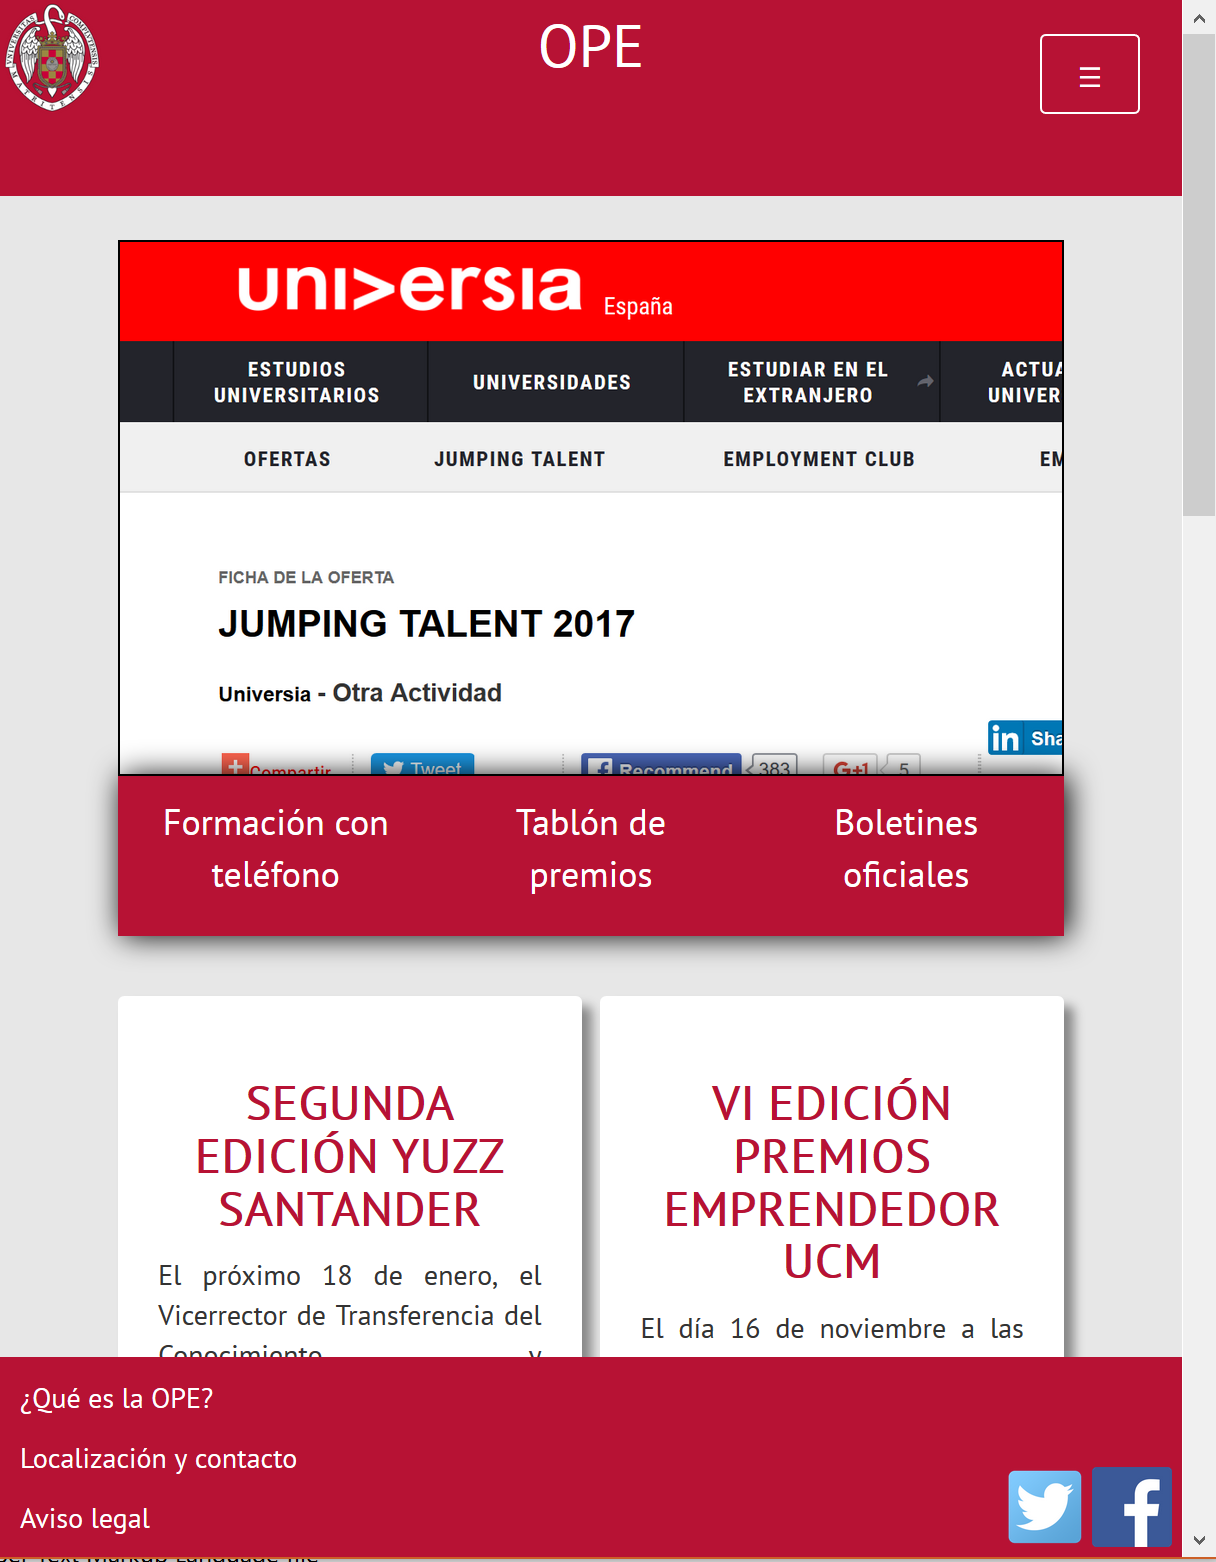 OPE
☰
UNIVERSITAS COMPLUTENSIS
MATRITENSIS
universia España
ESTUDIOS UNIVERSITARIOS
UNIVERSIDADES
ESTUDIAR EN EL EXTRANJERO
ACTUA
UNIVER
OFERTAS JUMPING TALENT EMPLOYMENT CLUB EM
FICHA DE LA OFERTA
JUMPING TALENT 2017
Universia - Otra Actividad
in Sha
Compartir Tweet Recommend 383 G+1 5
Formación con
teléfono
Tablón de
premios
Boletines
oficiales
SEGUNDA
EDICIÓN YUZZ
SANTANDER
El próximo 18 de enero, el
Vicerrector de Transferencia del
Conocimiento y
VI EDICIÓN
PREMIOS
EMPRENDEDOR
UCM
El día 16 de noviembre a las
¿Qué es la OPE?
Localización y contacto
Aviso legal